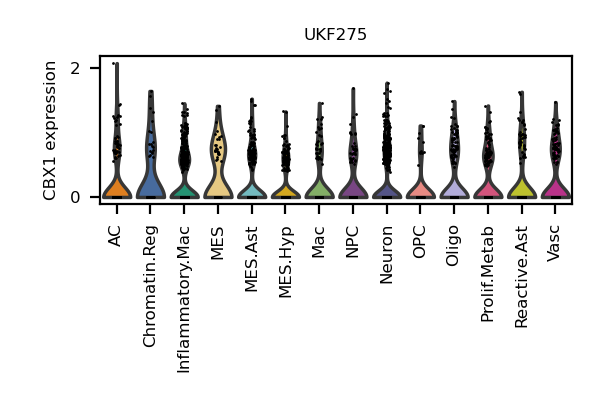 UKF275
CBX1 expression
2
0
AC
Chromatin.Reg
Inflammatory.Mac
MES
MES.Ast
MES.Hyp
Mac
NPC
Neuron
OPC
Oligo
Prolif.Metab
Reactive.Ast
Vasc